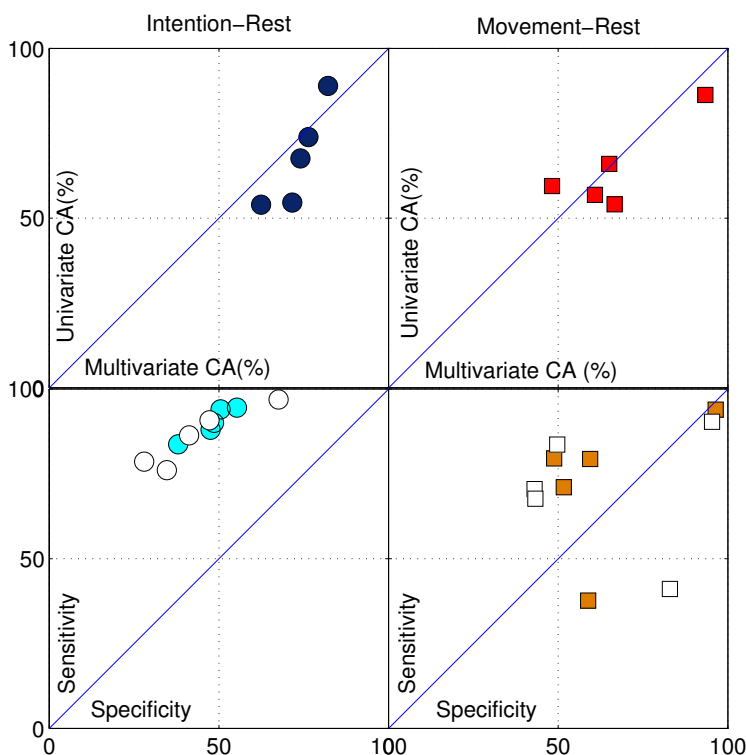 Intention−Rest
Movement−Rest
100
50
Univariate CA(%)
Multivariate CA(%)
Univariate CA(%)
Multivariate CA (%)
100
50
0
Sensitivity
Specificity
Sensitivity
Specificity
0
50
100
50
100